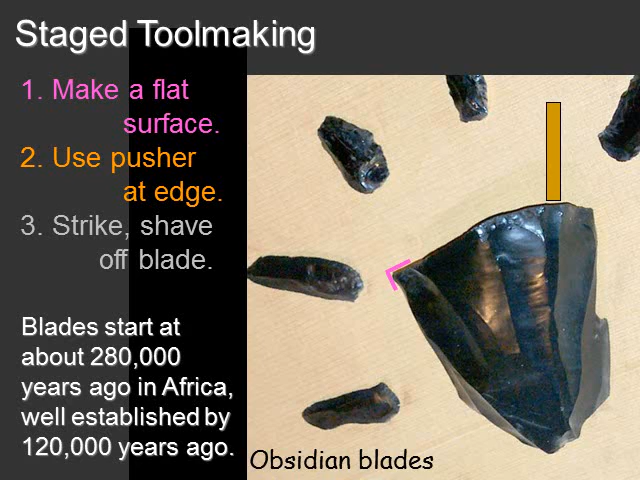 Staged Toolmaking
1. Make a flat
surface.
2. Use pusher
at edge.
3. Strike, shave
off blade.
Blades start at
about 280,000
years ago in Africa,
well established by
120,000 years ago.
Obsidian blades